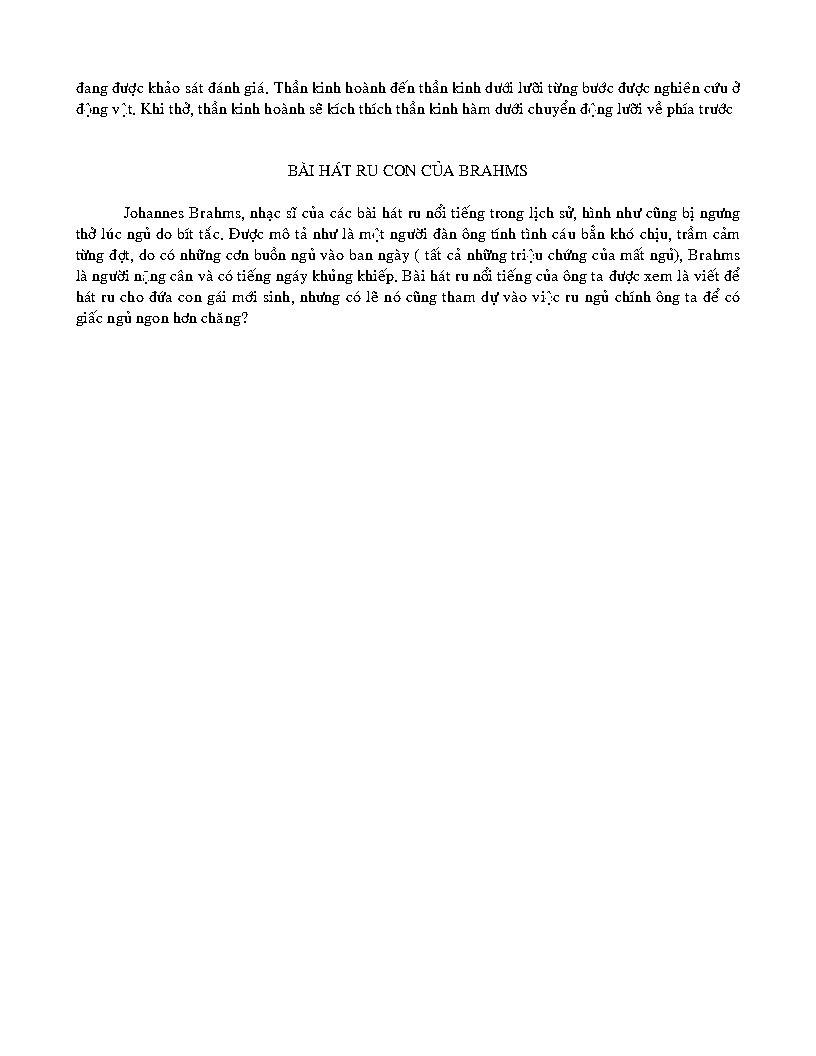 đang được khảo sát đánh giá. Thần kinh hoành đến thần kinh dưới lưỡi từng bước được nghiên cứu ở
động vật. Khi thở, thần kinh hoành sẽ kích thích thần kinh hàm dưới chuyển động lưỡi về phía trước
BÀI HÁT RU CON CỦA BRAHMS
Johannes Brahms, nhạc sĩ của các bài hát ru nổi tiếng trong lịch sử, hình như cũng bị ngưng
thở lúc ngủ do bít tắc. Được mô tả như là một người đàn ông tính tình cáu bẳn khó chịu, trầm cảm
từng đợt, do có những cơn buồn ngủ vào ban ngày ( tất cả những triệu chứng của mất ngủ), Brahms
là người nặng cân và có tiếng ngáy khủng khiếp. Bài hát ru nổi tiếng của ông ta được xem là viết để
hát ru cho đứa con gái mới sinh, nhưng có lẽ nó cũng tham dự vào việc ru ngủ chính ông ta để có
giấc ngủ ngon hơn chăng?